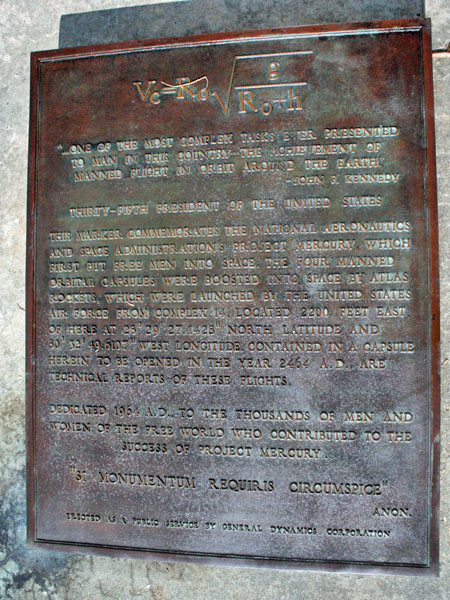 Vc=R₀√g/R₀+h
"...ONE OF THE MOST COMPLEX TASKS EVER PRESENTED
TO MAN IN THIS COUNTRY-THE ACHIEVEMENT OF
MANNED FLIGHT IN ORBIT AROUND THE EARTH."
-JOHN F. KENNEDY
THIRTY-FIFTH PRESIDENT OF THE UNITED STATES
THIS MARKER COMMEMORATES THE NATIONAL AERONAUTICS
AND SPACE ADMINISTRATION'S PROJECT MERCURY WHICH
FIRST PUT FREE MEN INTO SPACE. THE FOUR MANNED
ORBITAL CAPSULES WERE BOOSTED INTO SPACE BY ATLAS
ROCKETS, WHICH WERE LAUNCHED BY THE UNITED STATES
AIR FORCE FROM COMPLEX 14, LOCATED 2200 FEET EAST
OF HERE AT 29' 27.1428" NORTH LATITUDE AND
32' 49.6107" WEST LONGITUDE. CONTAINED IN A CAPSULE
HEREIN TO BE OPENED IN THE YEAR 2464 A.D., ARE
TECHNICAL REPORTS OF THESE FLIGHTS.
DEDICATED 1964 A.D., TO THE THOUSANDS OF MEN AND
WOMEN OF THE FREE WORLD WHO CONTRIBUTED TO THE
SUCCESS OF PROJECT MERCURY.
"SI MONUMENTUM REQUIRIS CIRCUMSPICE"
ANON.
ERECTED AS A PUBLIC SERVICE BY GENERAL DYNAMICS CORPORATION